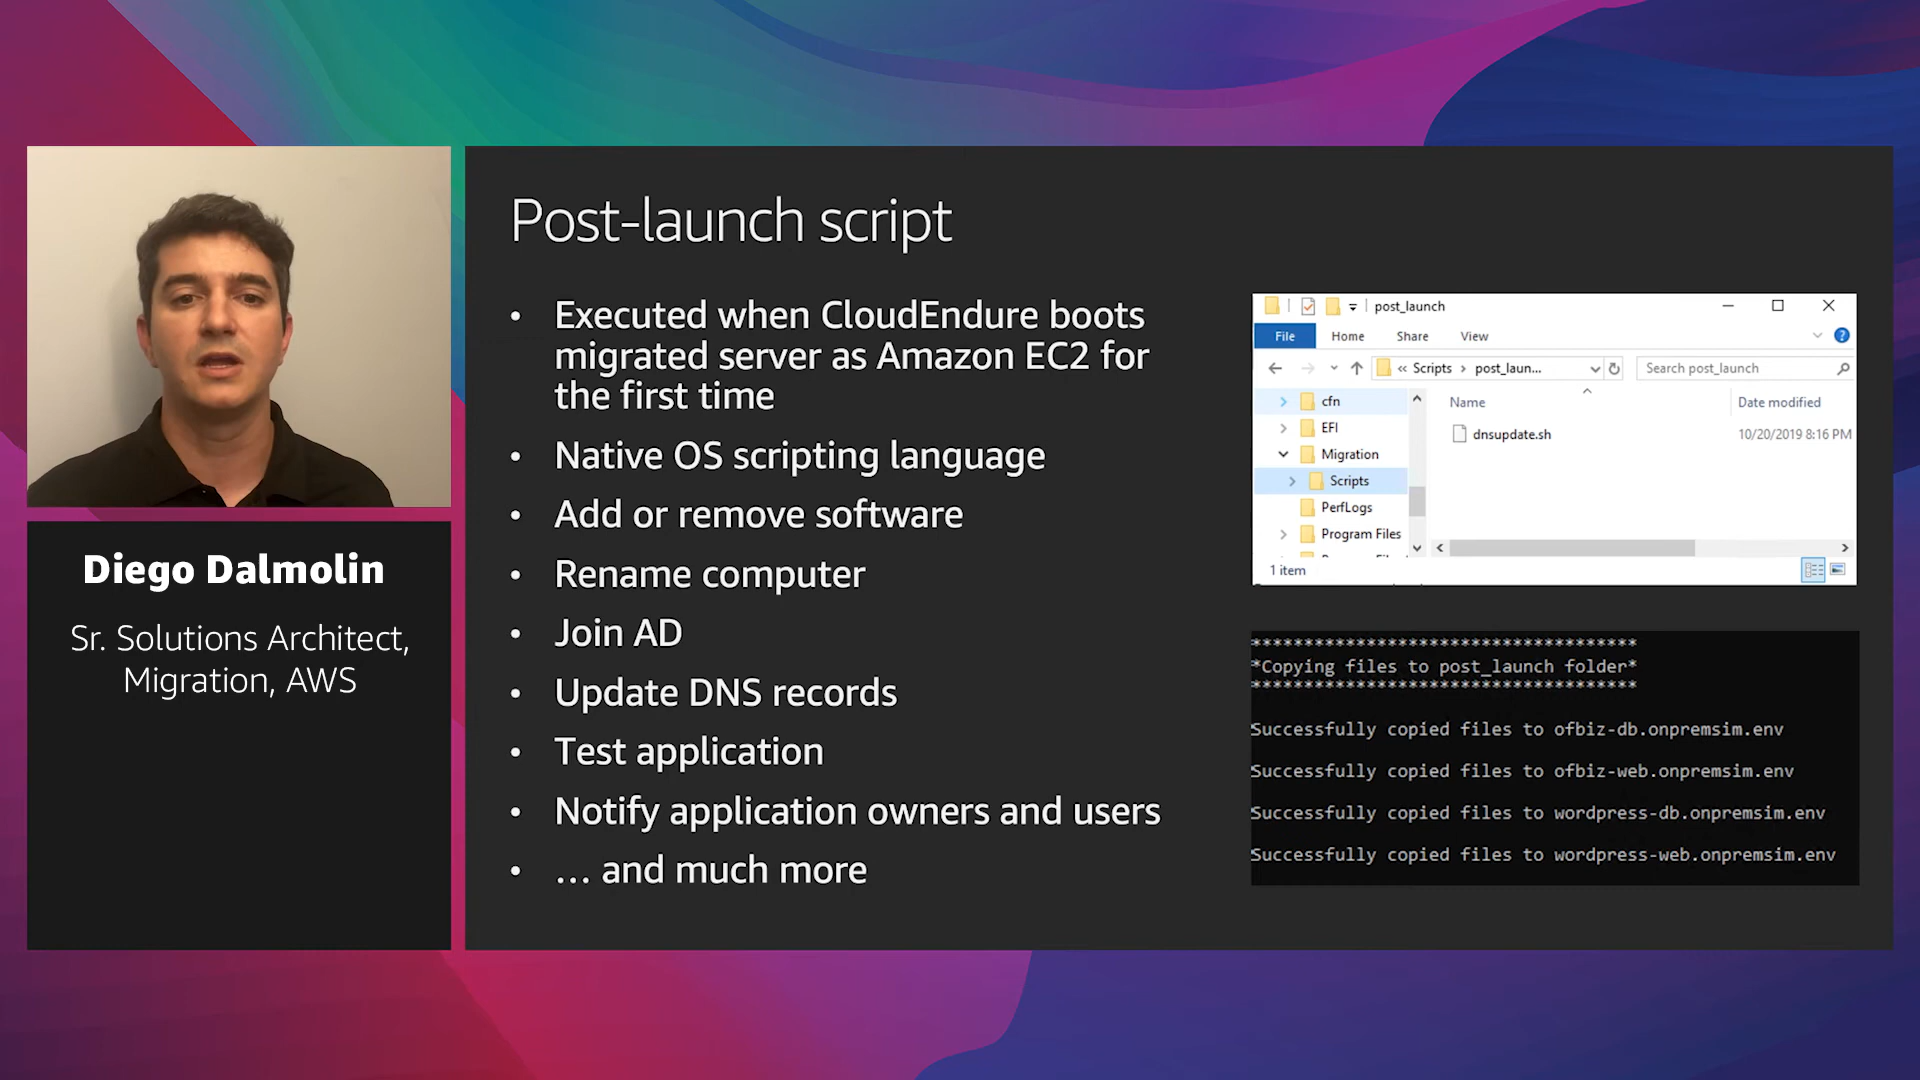 Diego Dalmolin
Sr. Solutions Architect,
Migration, AWS
Post-launch script
• Executed when CloudEndure boots
migrated server as Amazon EC2 for
the first time
• Native OS scripting language
• Add or remove software
• Rename computer
• Join AD
• Update DNS records
• Test application
• Notify application owners and users
• … and much more
post_launch
File Home Share View
« Scripts › post_laun... Search post_launch
Name Date modified
cfn
EFI
Migration
Scripts
PerfLogs
Program Files
dnsupdate.sh 10/20/2019 8:16 PM
1 item
*************************************
*Copying files to post_launch folder*
*************************************
Successfully copied files to ofbiz-db.onpremsim.env
Successfully copied files to ofbiz-web.onpremsim.env
Successfully copied files to wordpress-db.onpremsim.env
Successfully copied files to wordpress-web.onpremsim.env